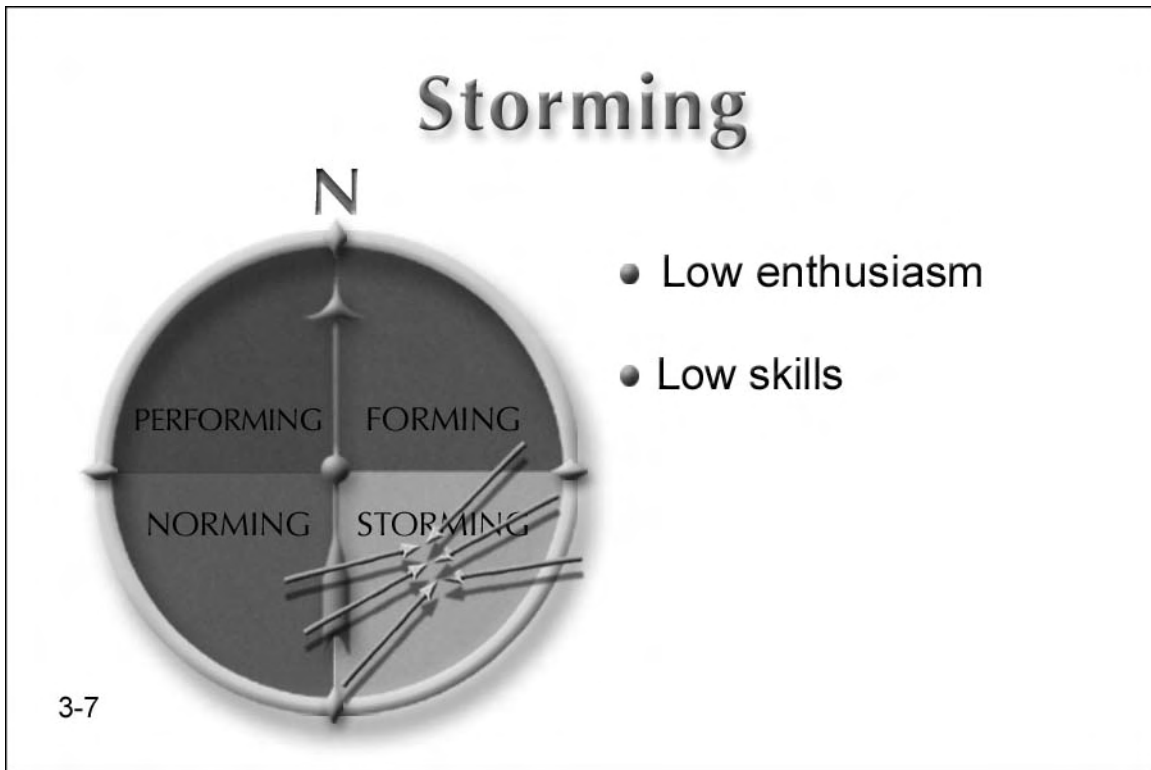 Storming
N
Low enthusiasm
Low skills
PERFORMING
FORMING
NORMING
STORMING
3-7